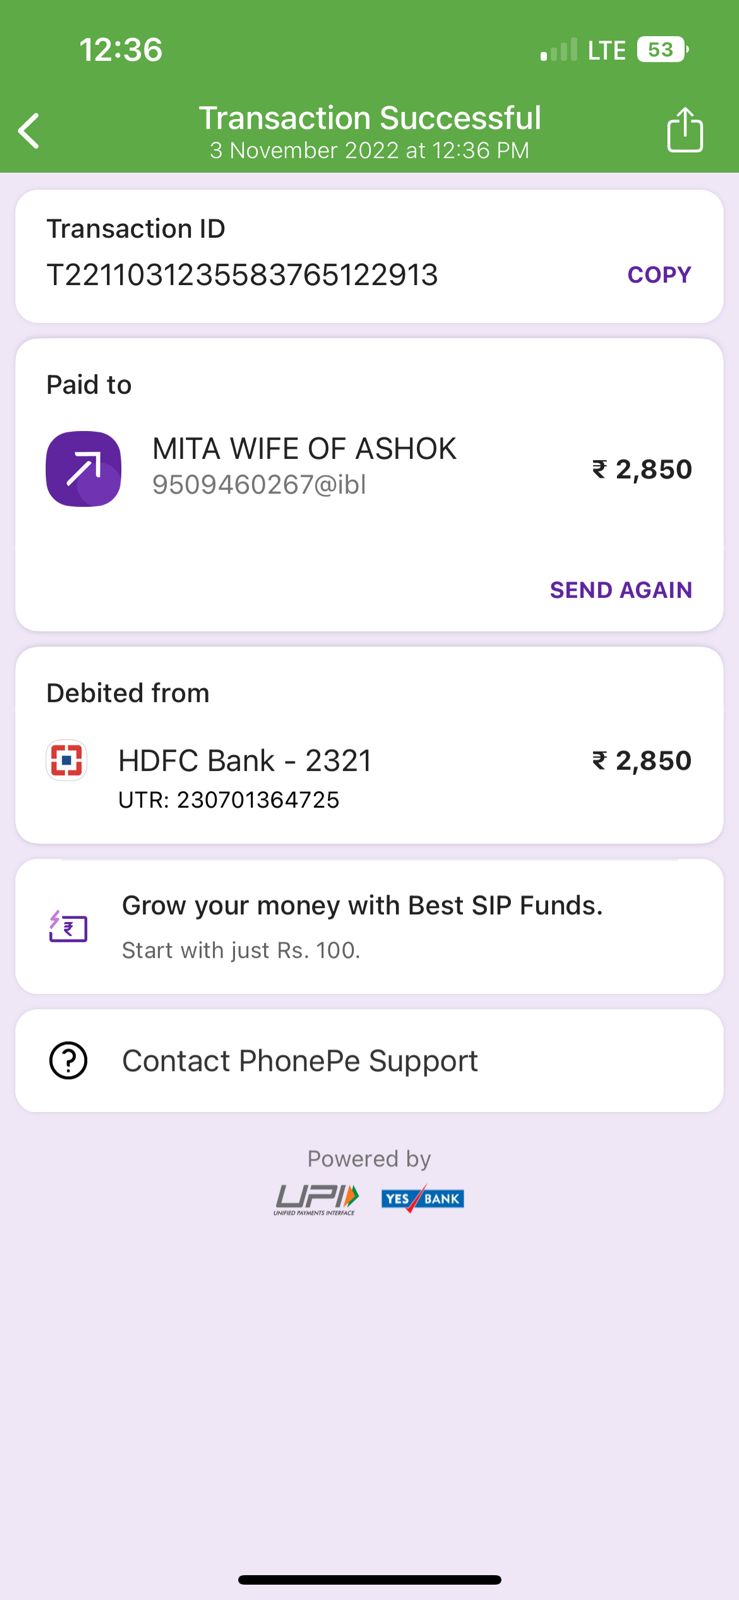 12:36
LTE 53
Transaction Successful
3 November 2022 at 12:36 PM
Transaction ID
T2211031235583765122913
COPY
Paid to
MITA WIFE OF ASHOK
9509460267@ibl
₹ 2,850
SEND AGAIN
Debited from
HDFC Bank - 2321
₹ 2,850
UTR: 230701364725
Grow your money with Best SIP Funds.
Start with just Rs. 100.
Contact PhonePe Support
Powered by
UPI YES BANK
UNIFIED PAYMENTS INTERFACE